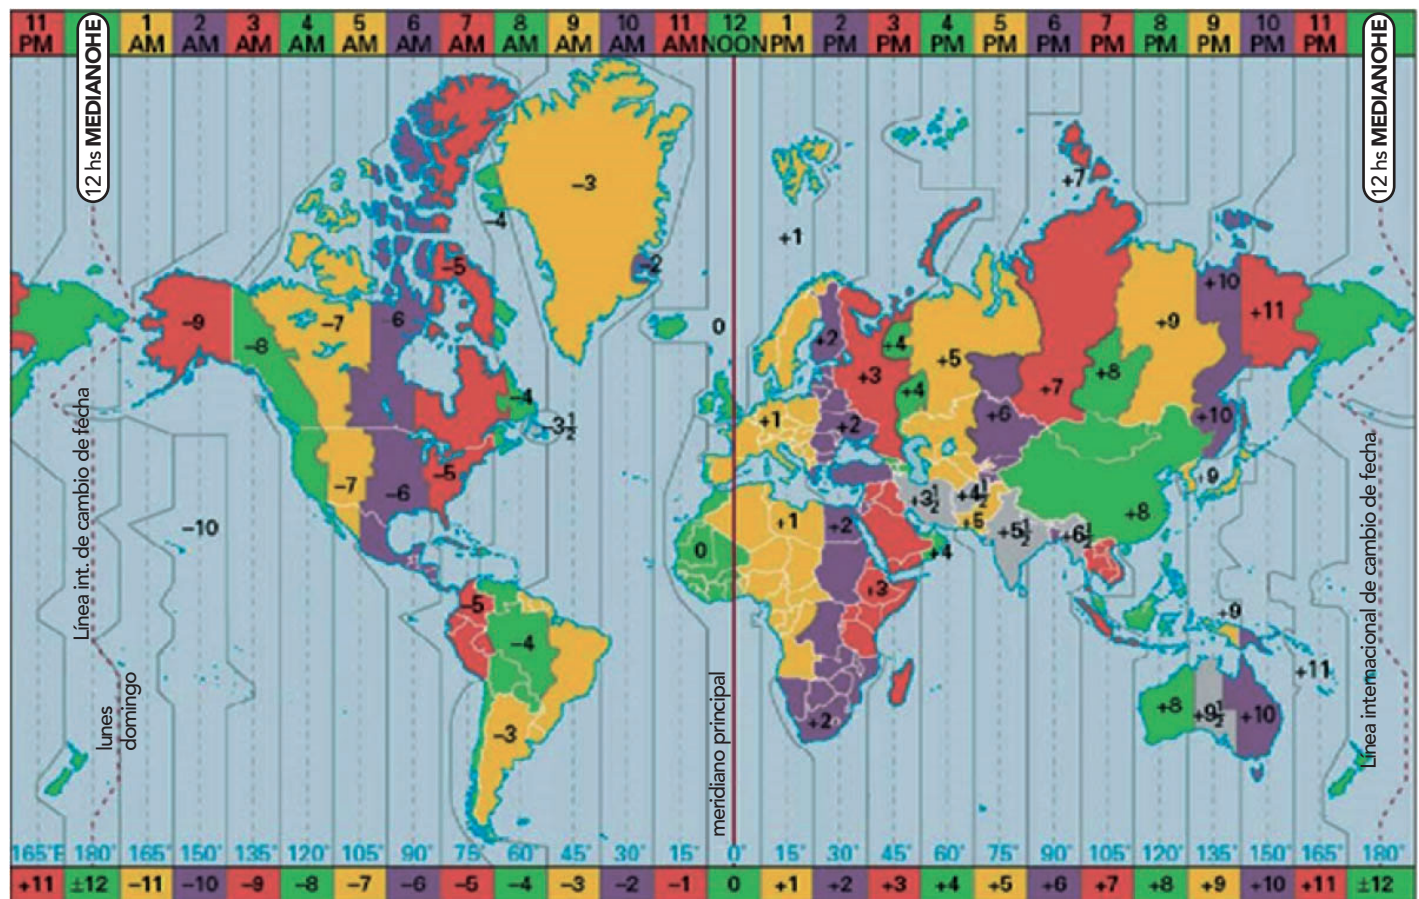 11 PM
12 hs MEDIANOHE
1 AM
2 AM
3 AM
4 AM
5 AM
6 AM
7 AM
8 AM
9 AM
10 AM
11 AM
12 NOON
1 PM
2 PM
3 PM
4 PM
5 PM
6 PM
7 PM
8 PM
9 PM
10 PM
11 PM
12 hs MEDIANOHE
+7
–3
–4
+1
–2
–5
+10
–9
–7
–6
0
+2
+9
+11
–8
+4
+5
+3
+4
+7
+8
–4
–3½
+1
+2
+6
+10
–5
–7
–6
+9
+3½
+4½
+5
–10
+1
+2
+5½
+6½
+8
0
+4
–5
+3
+9
–4
+11
–3
+2
+8
+9½
+10
Línea int. de cambio de fecha
lunes
domingo
meridiano principal
Línea internacional de cambio de fecha
165°E 180° 165° 150° 135° 120° 105° 90° 75° 60° 45° 30° 15° 0° 15° 30° 45° 60° 75° 90° 105° 120° 135° 150° 165° 180°
+11 ±12 –11 –10 –9 –8 –7 –6 –5 –4 –3 –2 –1 0 +1 +2 +3 +4 +5 +6 +7 +8 +9 +10 +11 ±12